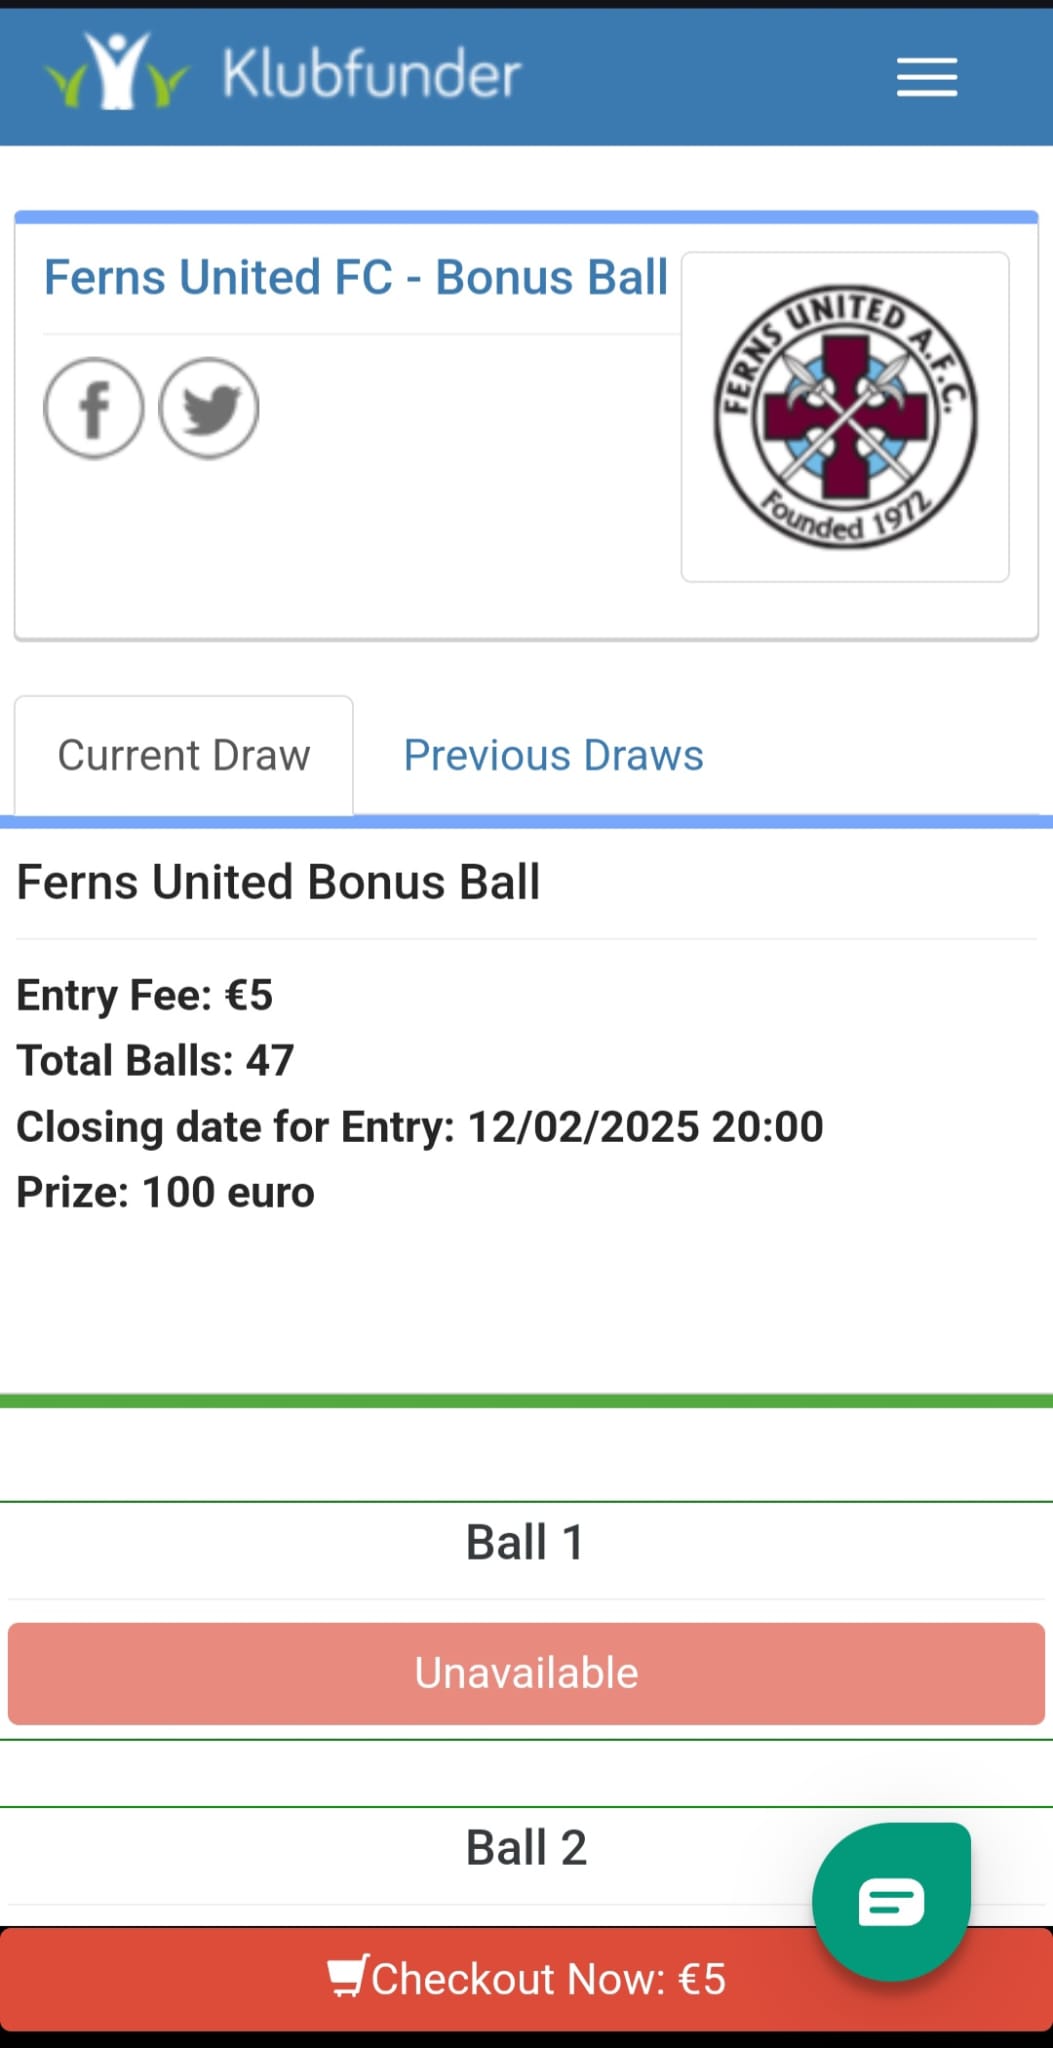 Klubfunder
Ferns United FC - Bonus Ball
FERNS UNITED A.F.C.
Founded 1972
Current Draw
Previous Draws
Ferns United Bonus Ball
Entry Fee: €5
Total Balls: 47
Closing date for Entry: 12/02/2025 20:00
Prize: 100 euro
Ball 1
Unavailable
Ball 2
Checkout Now: €5